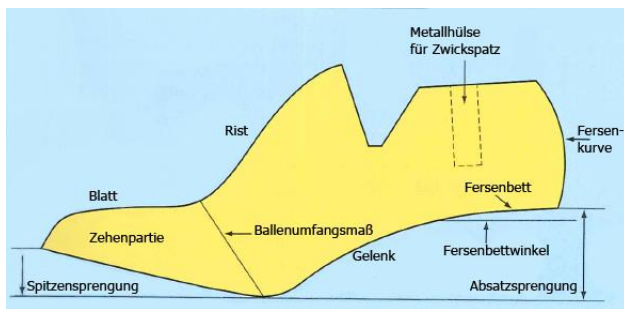 Metallhülse
für Zwickspatz
Rist
Fersen-
kurve
Blatt
Fersenbett
Zehenpartie
Ballenumfangsmaß
Gelenk
Fersenbettwinkel
Spitzensprengung
Absatzsprengung